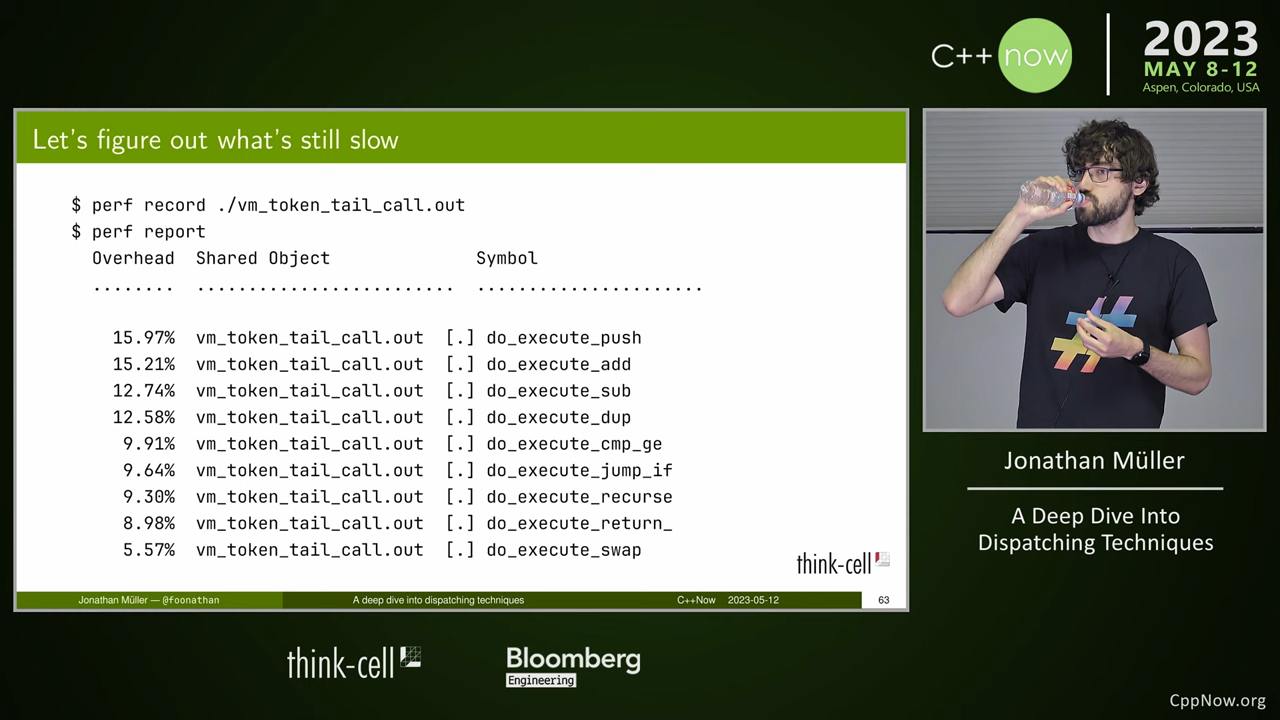 C++ now
2023
MAY 8-12
Aspen, Colorado, USA
Let's figure out what's still slow
$ perf record ./vm_token_tail_call.out
$ perf report
Overhead Shared Object Symbol
........ ......................... ......................
15.97% vm_token_tail_call.out [.] do_execute_push
15.21% vm_token_tail_call.out [.] do_execute_add
12.74% vm_token_tail_call.out [.] do_execute_sub
12.58% vm_token_tail_call.out [.] do_execute_dup
9.91% vm_token_tail_call.out [.] do_execute_cmp_ge
9.64% vm_token_tail_call.out [.] do_execute_jump_if
9.30% vm_token_tail_call.out [.] do_execute_recurse
8.98% vm_token_tail_call.out [.] do_execute_return_
5.57% vm_token_tail_call.out [.] do_execute_swap
think-cell
Jonathan Müller — @foonathan A deep dive into dispatching techniques C++Now 2023-05-12 63
Jonathan Müller
A Deep Dive Into
Dispatching Techniques
think-cell
Bloomberg
Engineering
CppNow.org